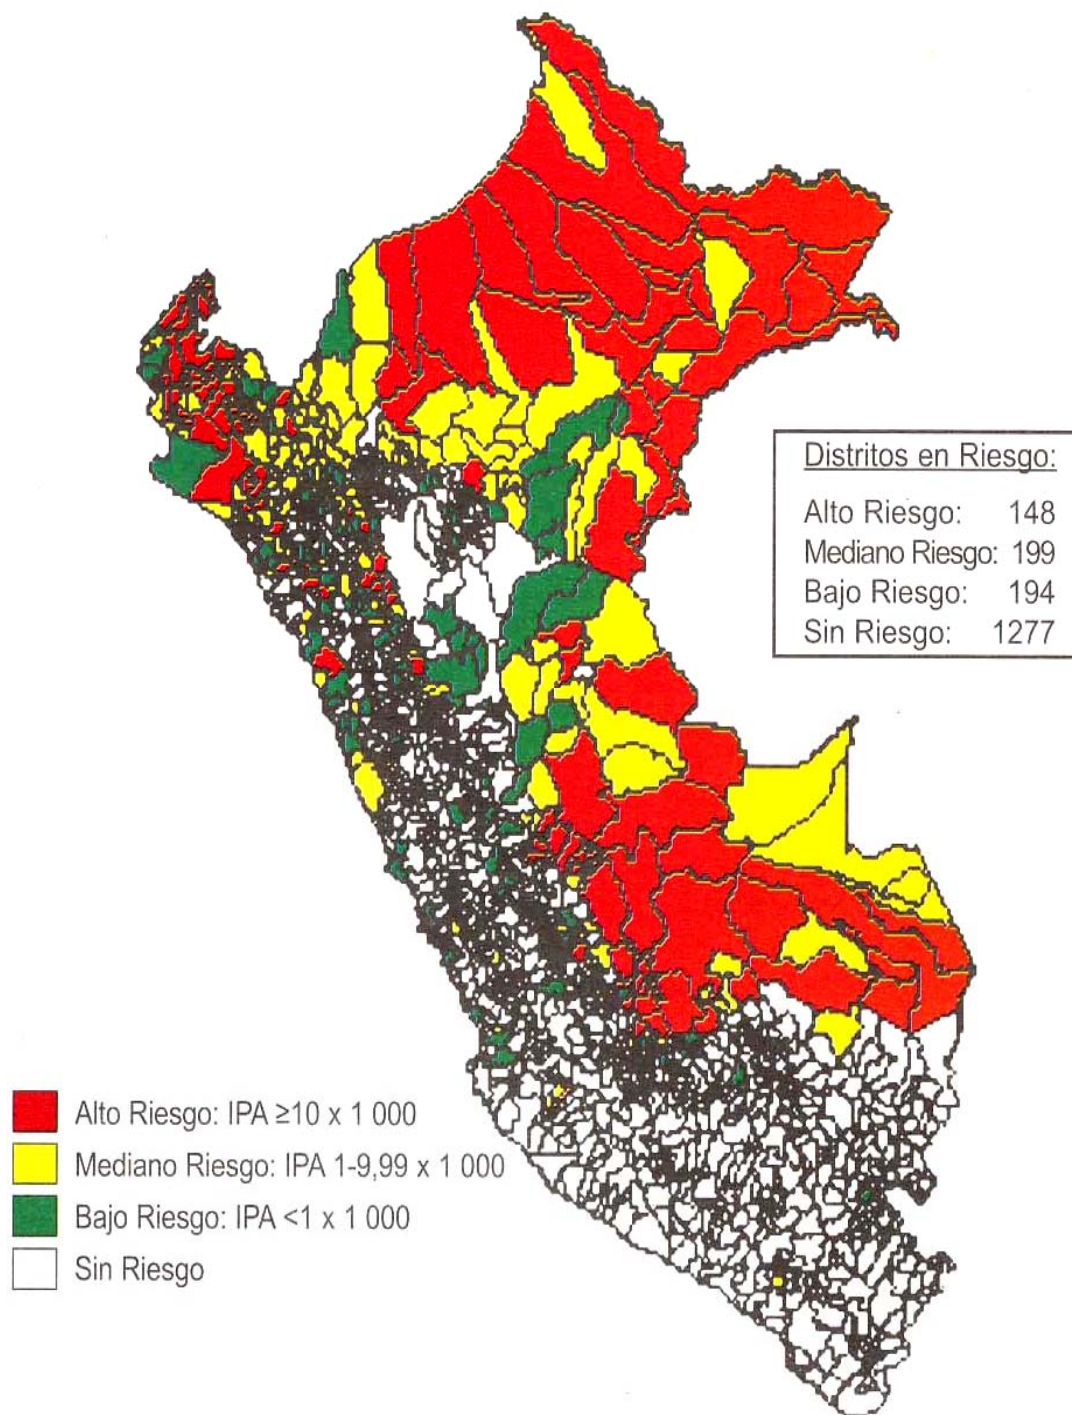 Distritos en Riesgo:
Alto Riesgo: 148
Mediano Riesgo: 199
Bajo Riesgo: 194
Sin Riesgo: 1277
Alto Riesgo: IPA ≥10 x 1 000
Mediano Riesgo: IPA 1-9,99 x 1 000
Bajo Riesgo: IPA <1 x 1 000
Sin Riesgo